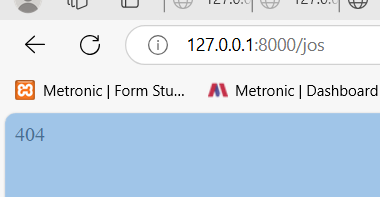 127.0.0.1:8000/jos
Metronic | Form Stu...
Metronic | Dashboard
404